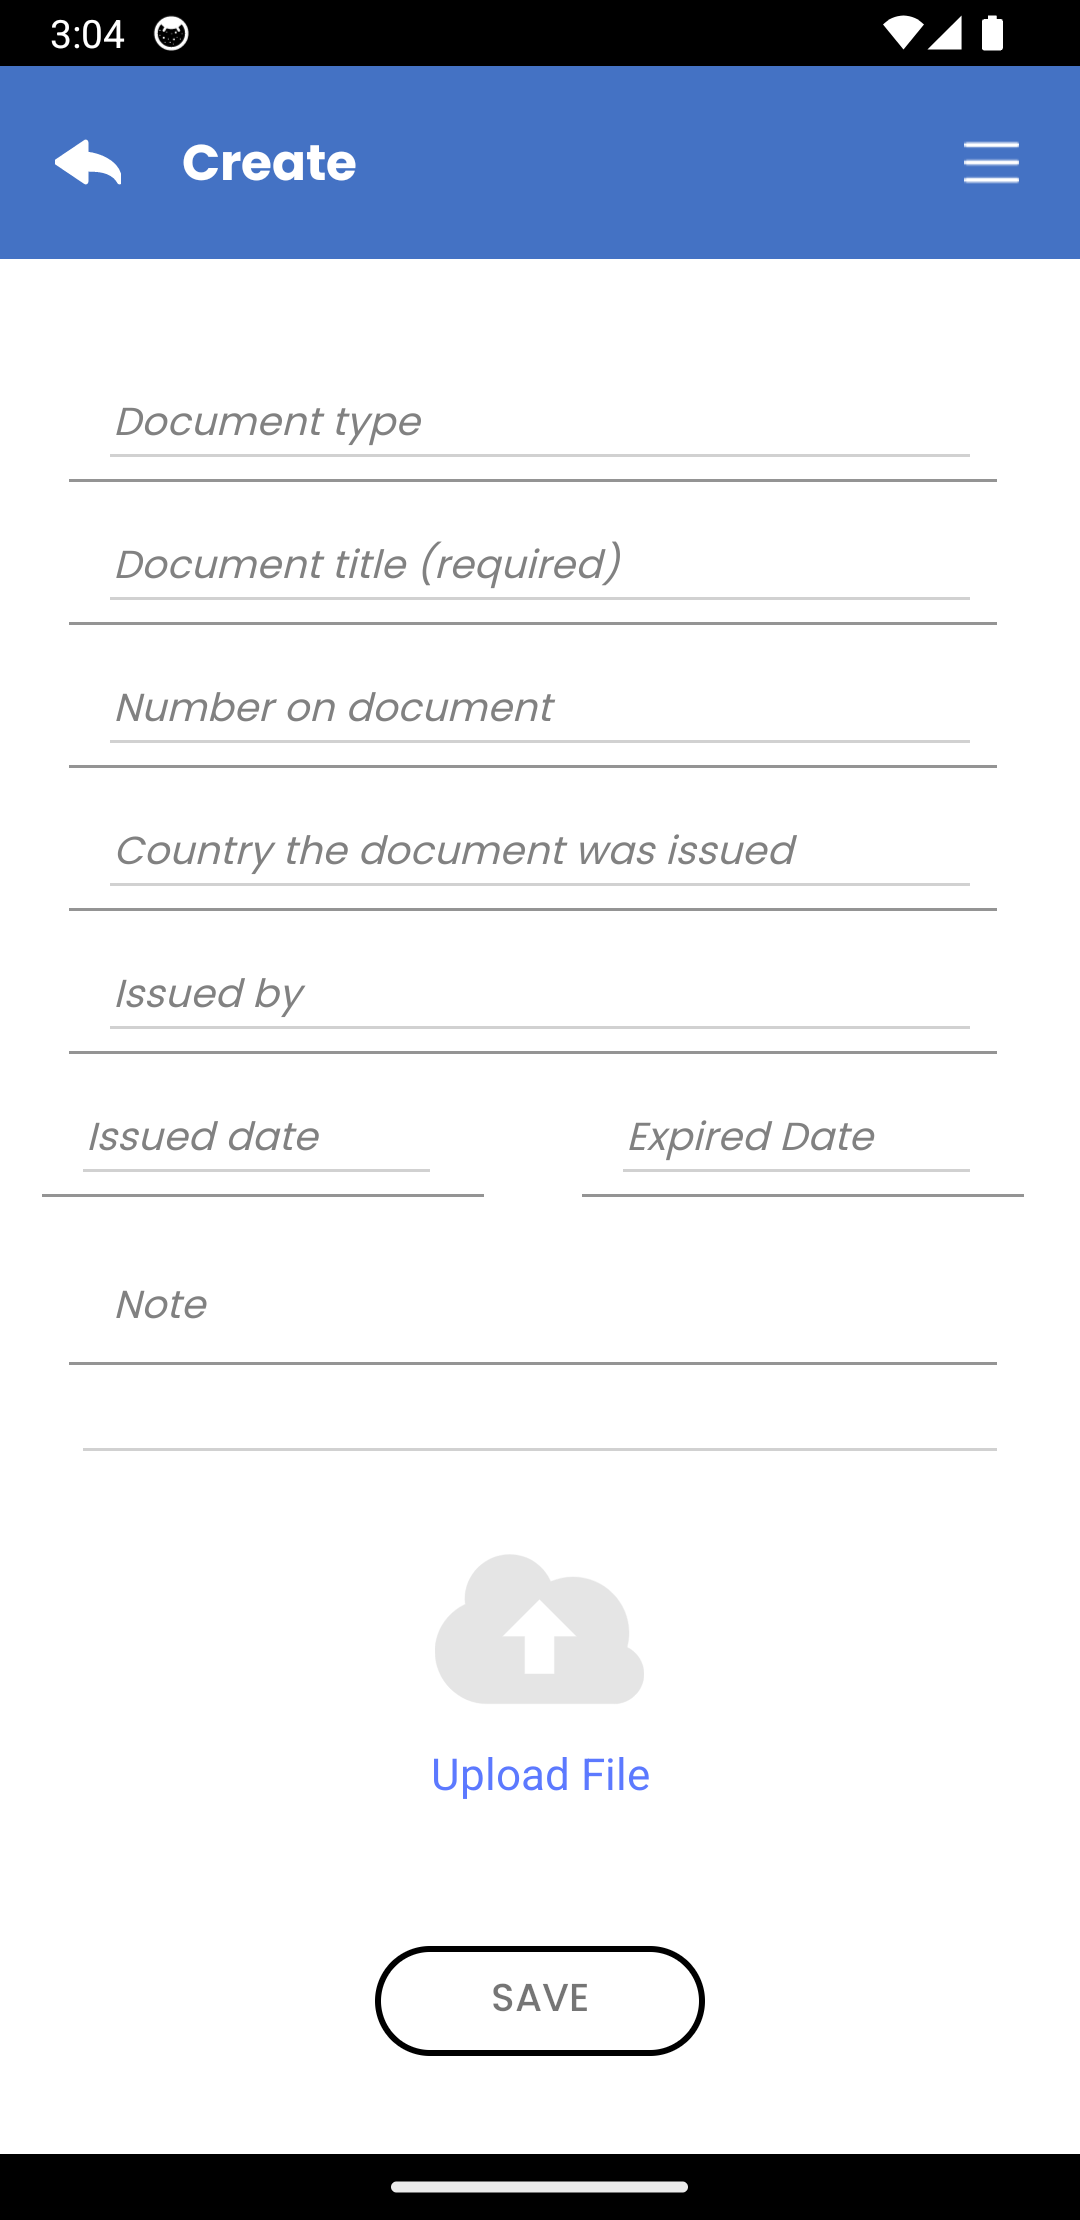 3:04
Create
Document type
Document title (required)
Number on document
Country the document was issued
Issued by
Issued date
Expired Date
Note
Upload File
SAVE